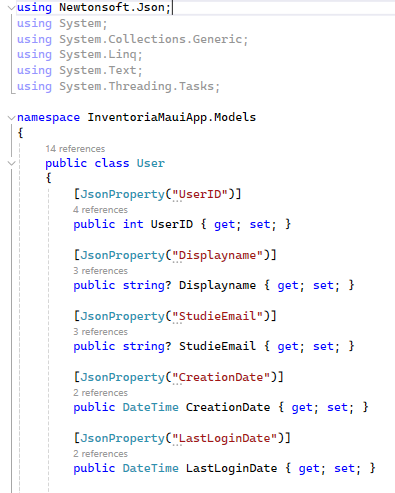 using Newtonsoft.Json;
using System;
using System.Collections.Generic;
using System.Linq;
using System.Text;
using System.Threading.Tasks;
namespace InventoriaMauiApp.Models
{
14 references
public class User
{
[JsonProperty("UserID")]
4 references
public int UserID { get; set; }
[JsonProperty("Displayname")]
3 references
public string? Displayname { get; set; }
[JsonProperty("StudieEmail")]
3 references
public string? StudieEmail { get; set; }
[JsonProperty("CreationDate")]
2 references
public DateTime CreationDate { get; set; }
[JsonProperty("LastLoginDate")]
2 references
public DateTime LastLoginDate { get; set; }